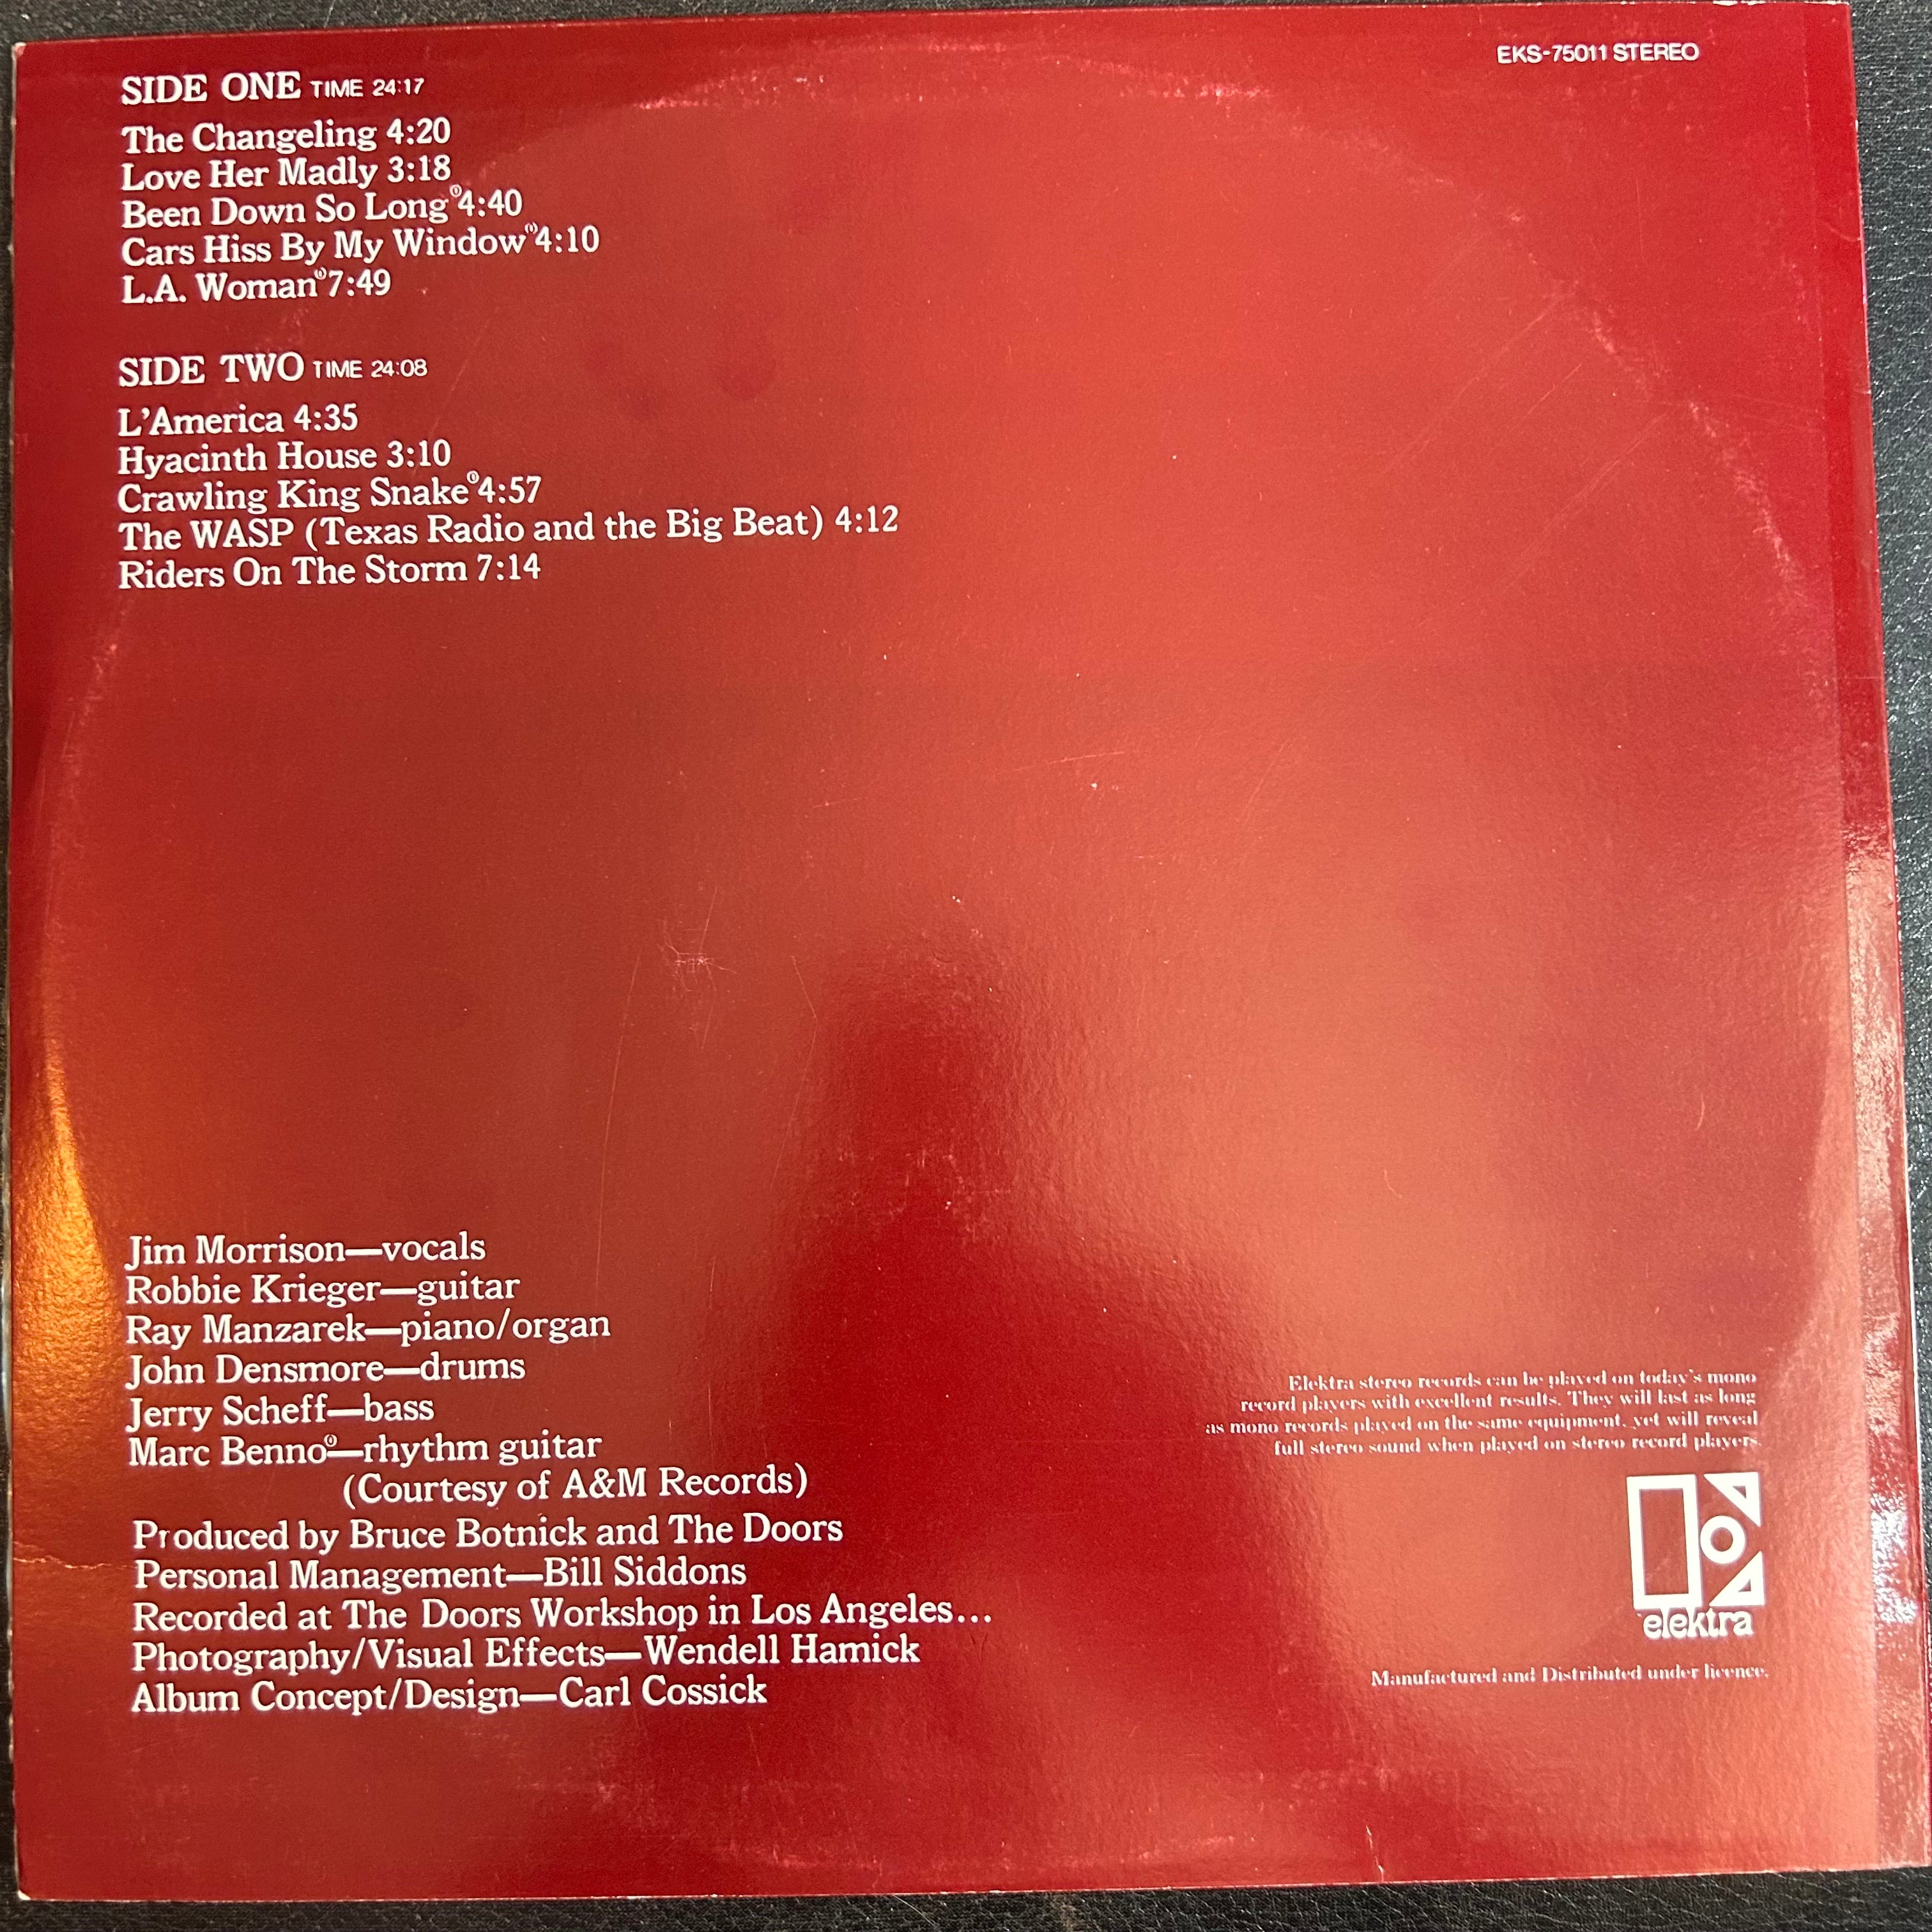 EKS-75011 STEREO
SIDE ONE TIME 24:17
The Changeling 4:20
Love Her Madly 3:18
Been Down So Long⁽¹⁾4:40
Cars Hiss By My Window⁽¹⁾4:10
L.A. Woman⁽¹⁾7:49
SIDE TWO TIME 24:08
L'America 4:35
Hyacinth House 3:10
Crawling King Snake⁽¹⁾4:57
The WASP (Texas Radio and the Big Beat) 4:12
Riders On The Storm 7:14
Jim Morrison—vocals
Robbie Krieger—guitar
Ray Manzarek—piano/organ
John Densmore—drums
Jerry Scheff—bass
Marc Benno⁽¹⁾—rhythm guitar
(Courtesy of A&M Records)
Produced by Bruce Botnick and The Doors
Personal Management—Bill Siddons
Recorded at The Doors Workshop in Los Angeles...
Photography/Visual Effects—Wendell Hamick
Album Concept/Design—Carl Cossick
Elektra stereo records can be played on today's mono
record players with excellent results. They will last as long
as mono records played on the same equipment, yet will reveal
full stereo sound when played on stereo record players.
elektra
Manufactured and Distributed under licence.